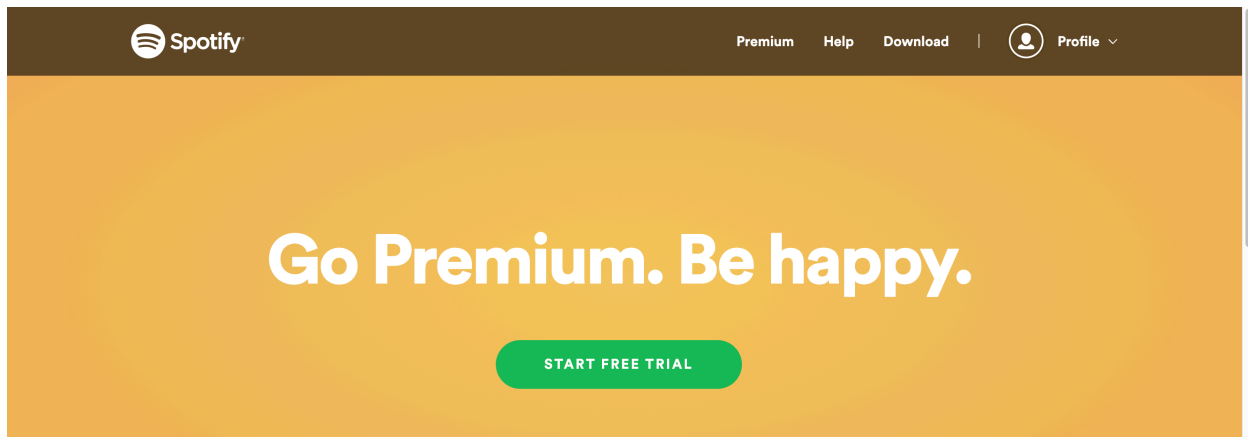 Spotify
Premium Help Download | Profile
Go Premium. Be happy.
START FREE TRIAL